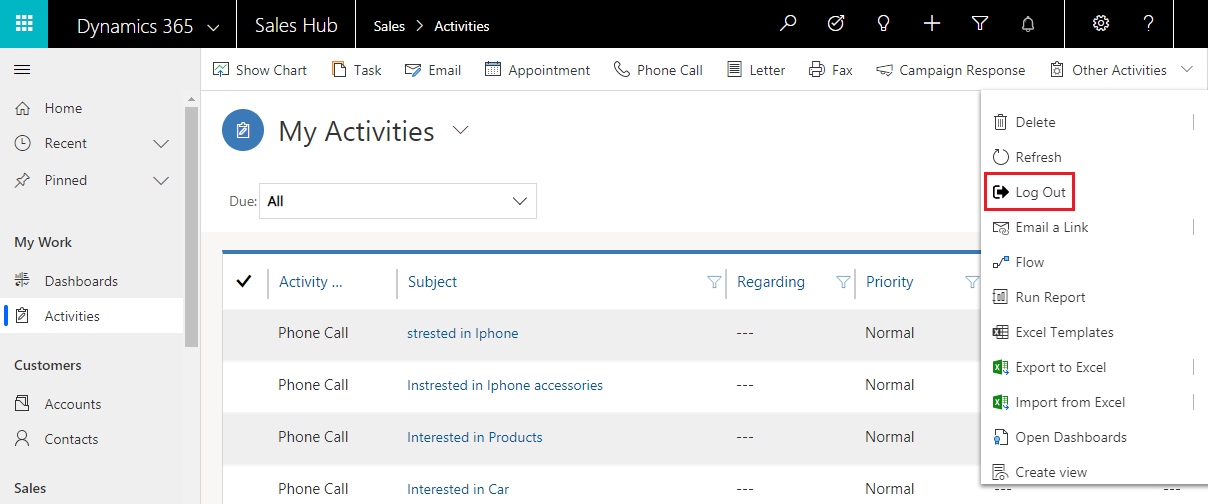 Dynamics 365 Sales Hub Sales > Activities
Show Chart Task Email Appointment Phone Call Letter Fax Campaign Response Other Activities
Home
Recent
Pinned
My Work
Dashboards
Activities
Customers
Accounts
Contacts
Sales
My Activities
Due: All
Activity ... Subject Regarding Priority
Phone Call strested in Iphone --- Normal
Phone Call Instrested in Iphone accessories --- Normal
Phone Call Interested in Products --- Normal
Phone Call Interested in Car --- Normal --- ---
Delete
Refresh
Log Out
Email a Link
Flow
Run Report
Excel Templates
Export to Excel
Import from Excel
Open Dashboards
Create view